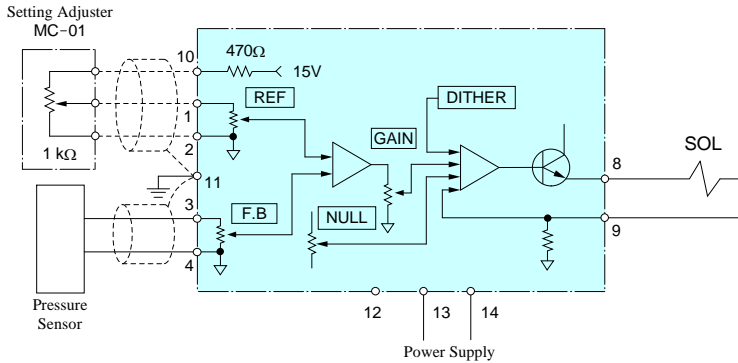 Setting Adjuster
MC-01
10
470Ω
15V
REF
DITHER
1
GAIN
2
1 kΩ
SOL
8
11
3
F.B
NULL
9
4
Pressure
Sensor
12
13
14
Power Supply